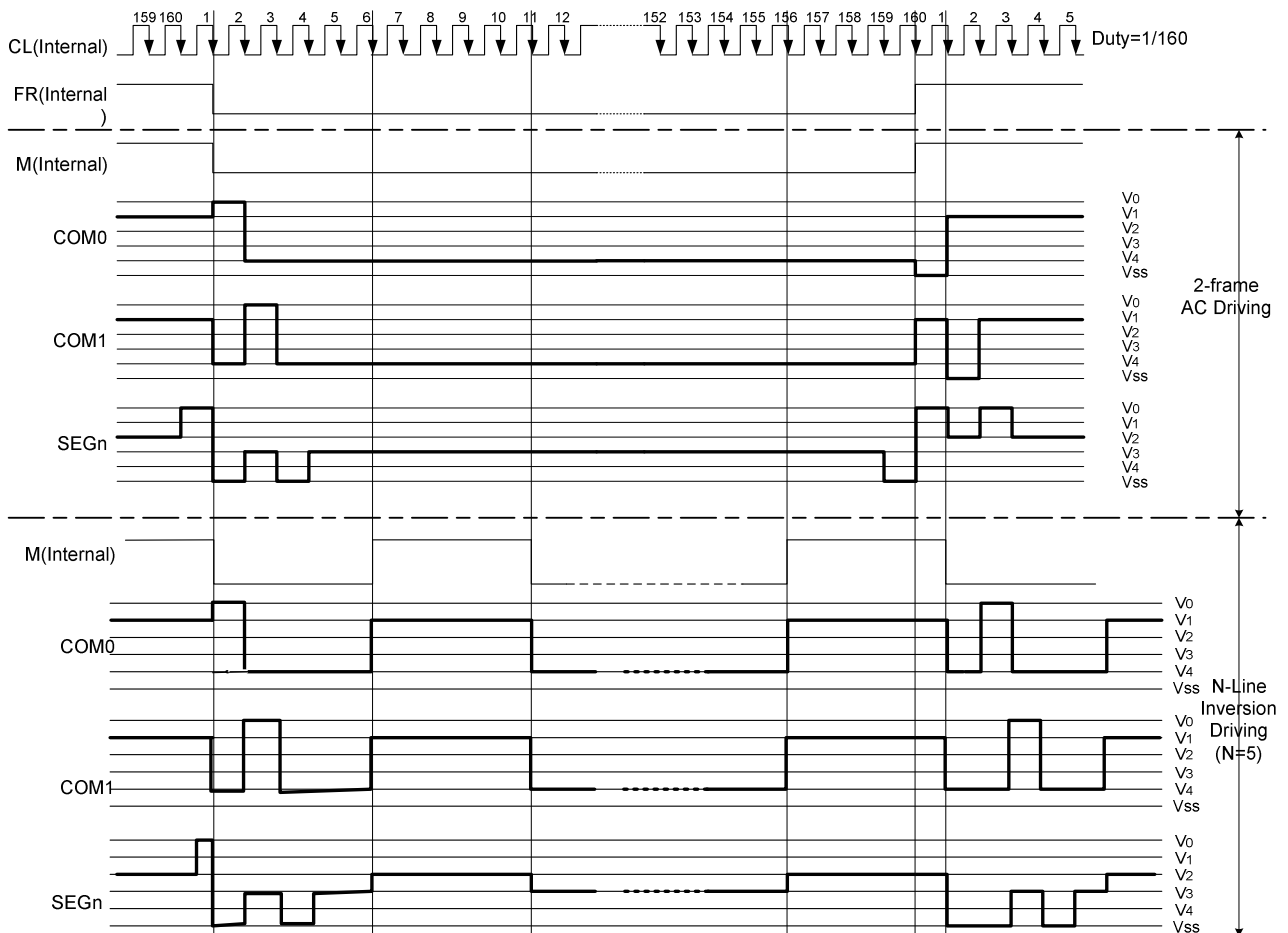 159 160 1 2 3 4 5 6 7 8 9 10 11 12 152 153 154 155 156 157 158 159 160 1 2 3 4 5
CL(Internal)
Duty=1/160
FR(Internal
)
M(Internal)
COM0
V0
V1
V2
V3
V4
Vss
2-frame
AC Driving
COM1
V0
V1
V2
V3
V4
Vss
SEGn
V0
V1
V2
V3
V4
Vss
M(Internal)
COM0
V0
V1
V2
V3
V4
Vss
N-Line
Inversion
Driving
(N=5)
COM1
V0
V1
V2
V3
V4
Vss
SEGn
V0
V1
V2
V3
V4
Vss